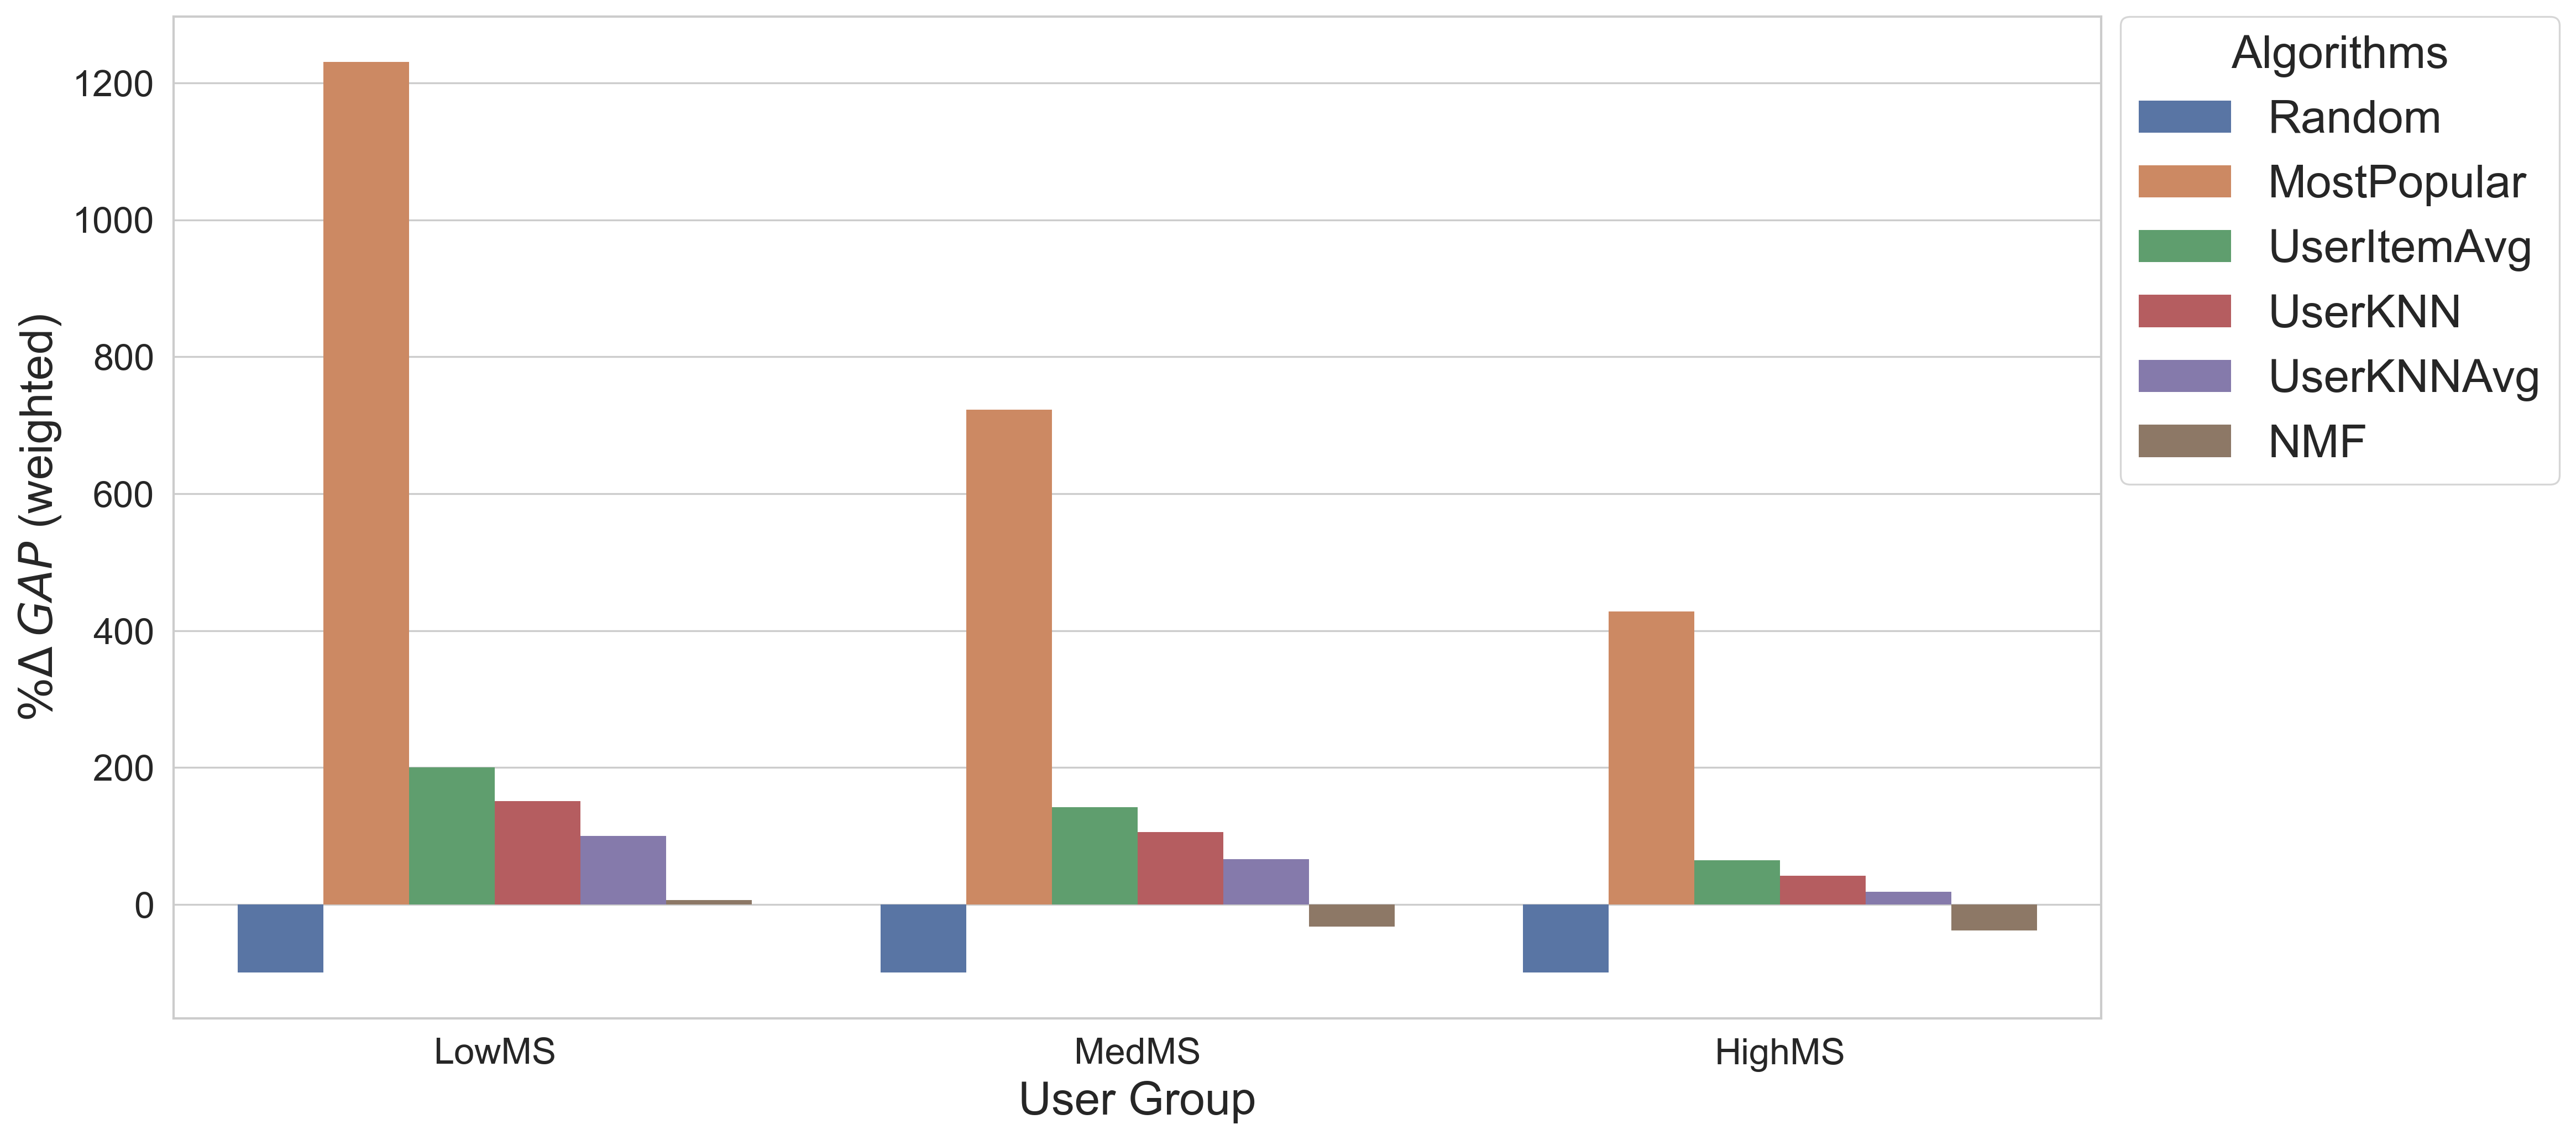 %Δ GAP (weighted)
1200
1000
800
600
400
200
0
LowMS
MedMS
HighMS
User Group
Algorithms
Random
MostPopular
UserItemAvg
UserKNN
UserKNNAvg
NMF